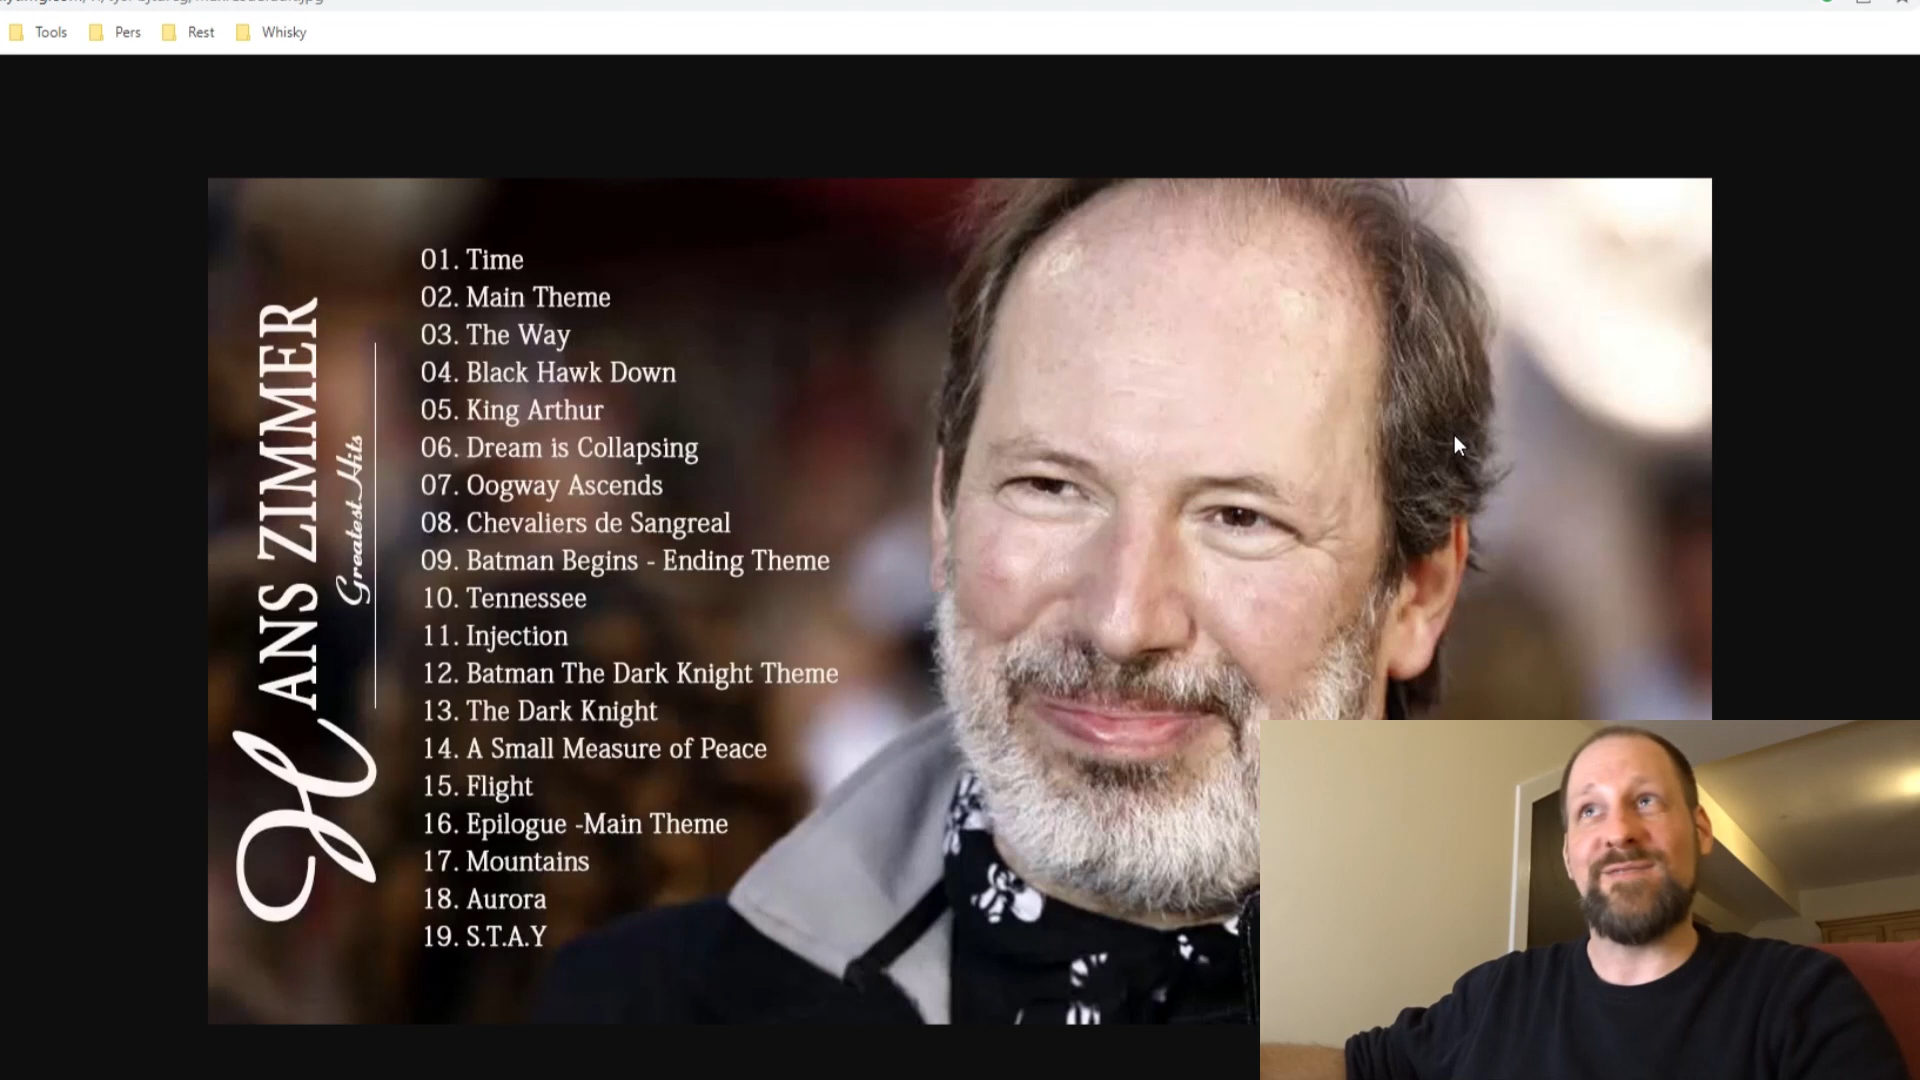 Tools Pers Rest Whisky
HANS ZIMMER
Greatest Hits
01. Time
02. Main Theme
03. The Way
04. Black Hawk Down
05. King Arthur
06. Dream is Collapsing
07. Oogway Ascends
08. Chevaliers de Sangreal
09. Batman Begins - Ending Theme
10. Tennessee
11. Injection
12. Batman The Dark Knight Theme
13. The Dark Knight
14. A Small Measure of Peace
15. Flight
16. Epilogue -Main Theme
17. Mountains
18. Aurora
19. S.T.A.Y